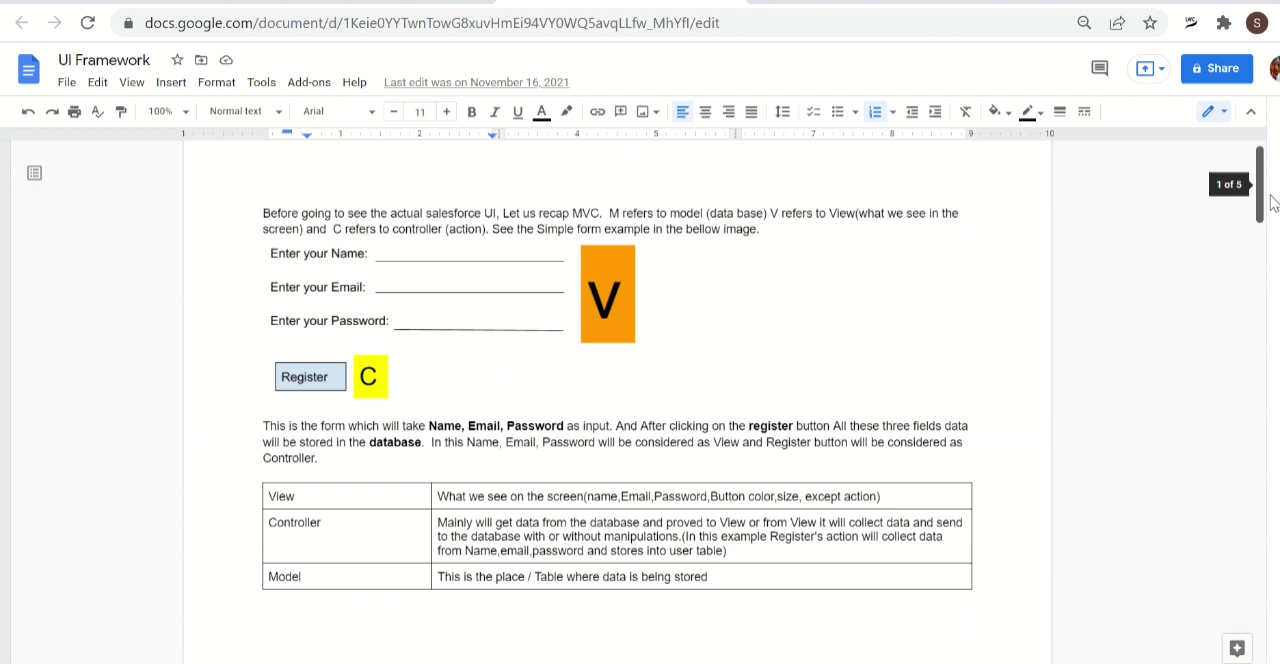 docs.google.com/document/d/1Keie0YYTwnTowG8xuvHmEi94VY0WQ5avqLLfw_MhYfI/edit
S
UI Framework
File Edit View Insert Format Tools Add-ons Help Last edit was on November 16, 2021
Share
100% Normal text Arial 11 B I U A
1 1 2 3 4 5 7 8 9 10
1 of 5
Before going to see the actual salesforce UI, Let us recap MVC. M refers to model (data base) V refers to View(what we see in the
screen) and C refers to controller (action). See the Simple form example in the bellow image.
Enter your Name:
Enter your Email:
Enter your Password:
V
Register
C
This is the form which will take Name, Email, Password as input. And After clicking on the register button All these three fields data
will be stored in the database. In this Name, Email, Password will be considered as View and Register button will be considered as
Controller.
View What we see on the screen(name,Email,Password,Button color,size, except action)
Controller Mainly will get data from the database and proved to View or from View it will collect data and send
to the database with or without manipulations.(In this example Register's action will collect data
from Name,email,password and stores into user table)
Model This is the place / Table where data is being stored